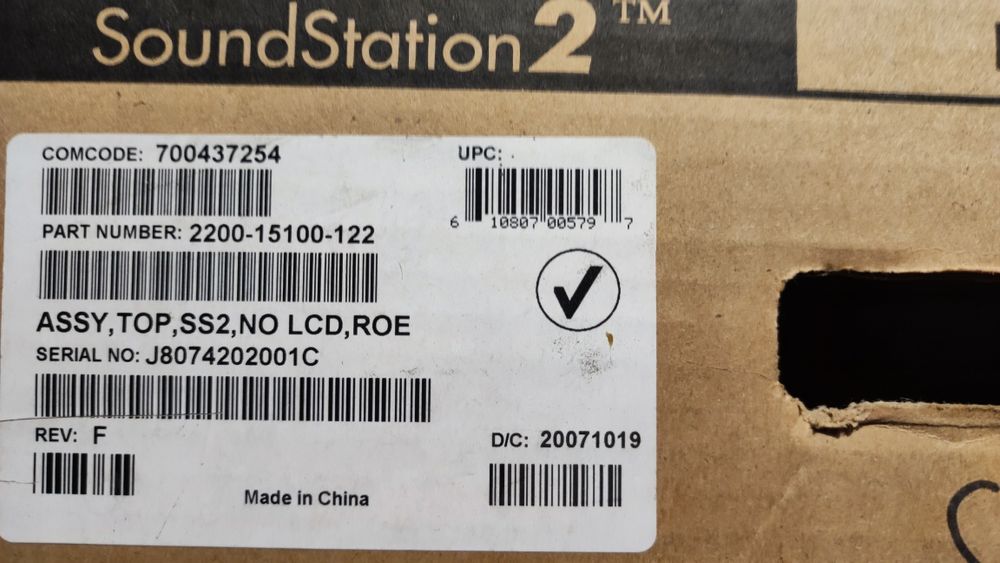 SoundStation2™
COMCODE: 700437254
UPC:
6 10807 00579 7
PART NUMBER: 2200-15100-122
ASSY,TOP,SS2,NO LCD,ROE
SERIAL NO: J8074202001C
REV: F
D/C: 20071019
Made in China